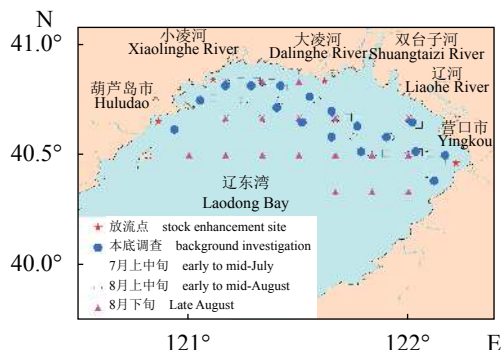 N
小凌河 大凌河 双台子河
41.0° Xiaolinghe River Dalinghe River Shuangtaizi River
辽河
葫芦岛市 Liaohe River
Huludao 营口市
Yingkou
40.5°
辽东湾
Laodong Bay
放流点 stock enhancement site
本底调查 background investigation
40.0° 7月上中旬 early to mid-July
8月上中旬 early to mid-August
8月下旬 Late August
121° 122° E